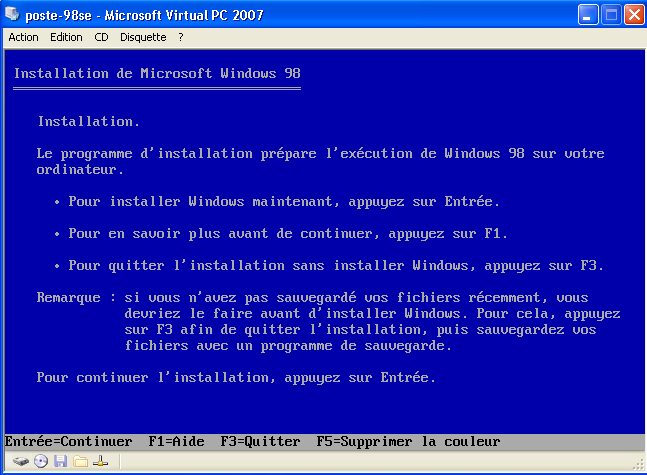 poste-98se - Microsoft Virtual PC 2007
Action Edition CD Disquette ?
Installation de Microsoft Windows 98
Installation.
Le programme d'installation prépare l'exécution de Windows 98 sur votre
ordinateur.
• Pour installer Windows maintenant, appuyez sur Entrée.
• Pour en savoir plus avant de continuer, appuyez sur F1.
• Pour quitter l'installation sans installer Windows, appuyez sur F3.
Remarque : si vous n'avez pas sauvegardé vos fichiers récemment, vous
devriez le faire avant d'installer Windows. Pour cela, appuyez
sur F3 afin de quitter l'installation, puis sauvegardez vos
fichiers avec un programme de sauvegarde.
Pour continuer l'installation, appuyez sur Entrée.
Entrée=Continuer F1=Aide F3=Quitter F5=Supprimer la couleur